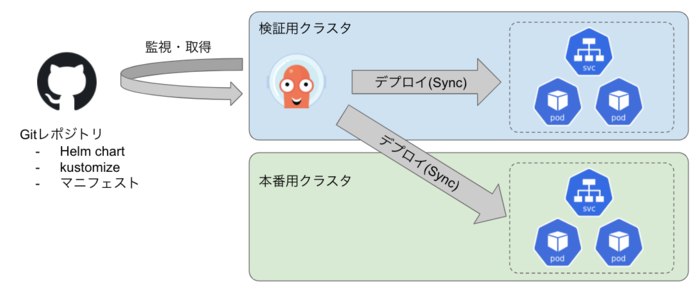 監視・取得
Gitレポジトリ
- Helm chart
- kustomize
- マニフェスト
検証用クラスタ
デプロイ(Sync)
svc
pod
pod
デプロイ(Sync)
本番用クラスタ
svc
pod
pod